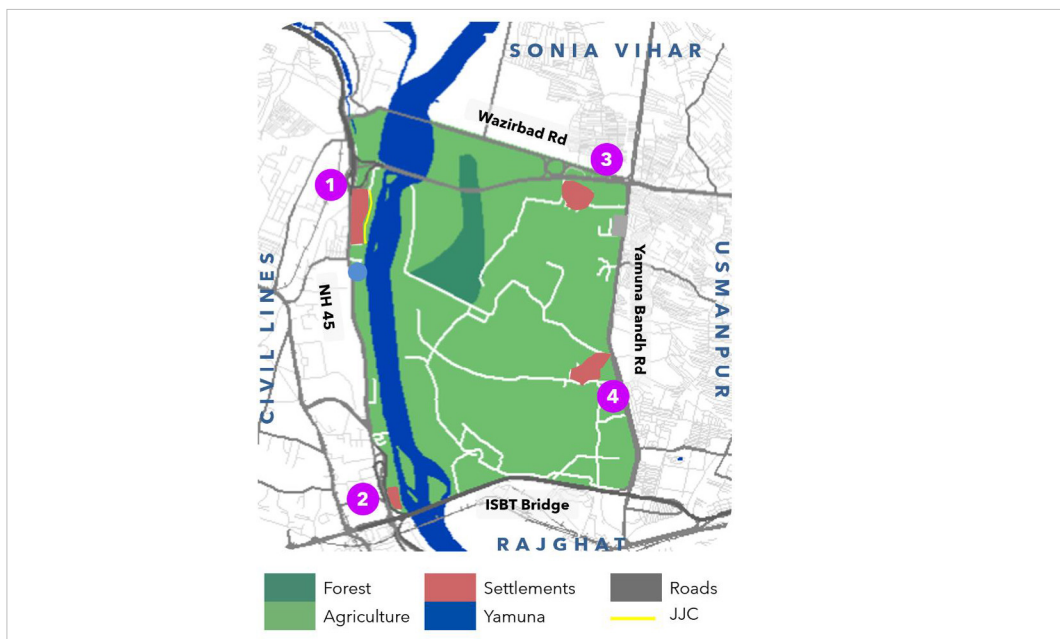 SONIA VIHAR
Wazirbad Rd
3
1
CIVIL LINES
NH 45
Yamuna Bandh Rd
USMANPUR
4
2
ISBT Bridge
RAJGHAT
Forest
Settlements
Roads
Agriculture
Yamuna
JJC